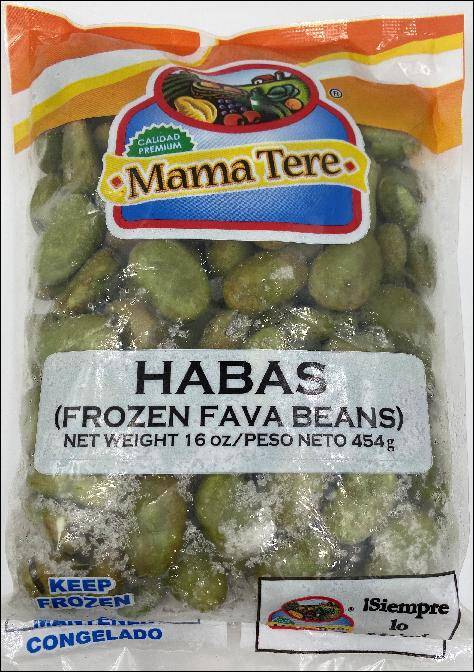 ®
CALIDAD
PREMIUM
Mama Tere
HABAS
(FROZEN FAVA BEANS)
NET WEIGHT 16 oz/PESO NETO 454g
KEEP
FROZEN
MANTENER
CONGELADO
®
¡Siempre
lo